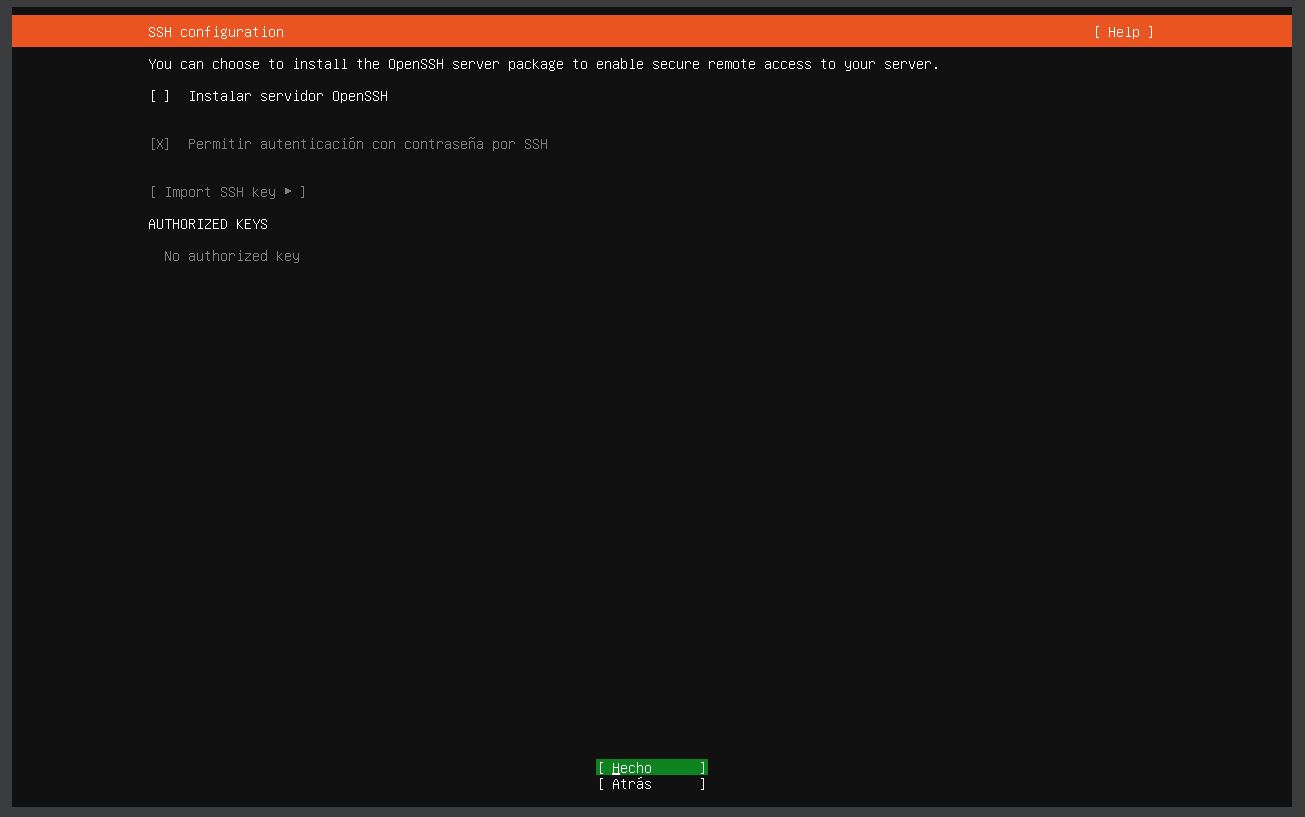 SSH configuration [ Help ]
You can choose to install the OpenSSH server package to enable secure remote access to your server.
[ ] Instalar servidor OpenSSH
[X] Permitir autenticación con contraseña por SSH
[ Import SSH key ▸ ]
AUTHORIZED KEYS
No authorized key
[ Hecho ]
[ Atrás ]